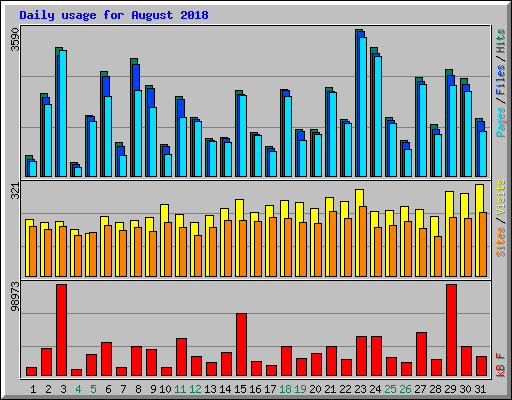 Daily usage for August 2018
3590
Pages / Files / Hits
321
Sites / Visits
98973
kB F
1 2 3 4 5 6 7 8 9 10 11 12 13 14 15 16 17 18 19 20 21 22 23 24 25 26 27 28 29 30 31